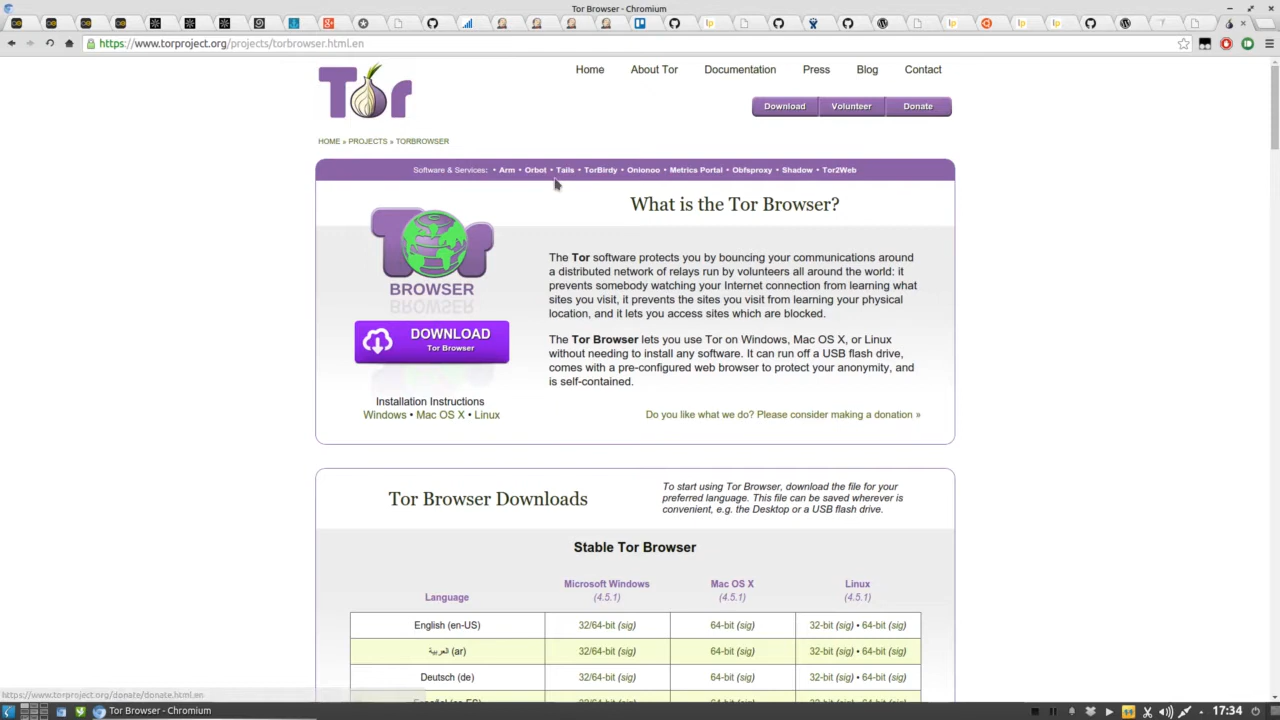 Tor Browser - Chromium
https://www.torproject.org/projects/torbrowser.html.en
Tor
Home About Tor Documentation Press Blog Contact
Download Volunteer Donate
HOME » PROJECTS » TORBROWSER
Software & Services: • Arm • Orbot • Tails • TorBirdy • Onionoo • Metrics Portal • Obfsproxy • Shadow • Tor2Web
What is the Tor Browser?
Tor
BROWSER
DOWNLOAD
Tor Browser
Installation Instructions
Windows • Mac OS X • Linux
The Tor software protects you by bouncing your communications around
a distributed network of relays run by volunteers all around the world: it
prevents somebody watching your Internet connection from learning what
sites you visit, it prevents the sites you visit from learning your physical
location, and it lets you access sites which are blocked.
The Tor Browser lets you use Tor on Windows, Mac OS X, or Linux
without needing to install any software. It can run off a USB flash drive,
comes with a pre-configured web browser to protect your anonymity, and
is self-contained.
Do you like what we do? Please consider making a donation »
Tor Browser Downloads
To start using Tor Browser, download the file for your
preferred language. This file can be saved wherever is
convenient, e.g. the Desktop or a USB flash drive.
Stable Tor Browser
Language Microsoft Windows (4.5.1) Mac OS X (4.5.1) Linux (4.5.1)
English (en-US) 32/64-bit (sig) 64-bit (sig) 32-bit (sig) • 64-bit (sig)
العربية (ar) 32/64-bit (sig) 64-bit (sig) 32-bit (sig) • 64-bit (sig)
Deutsch (de) 32/64-bit (sig) 64-bit (sig) 32-bit (sig) • 64-bit (sig)
https://www.torproject.org/donate/donate.html.en
Tor Browser - Chromium
17:34